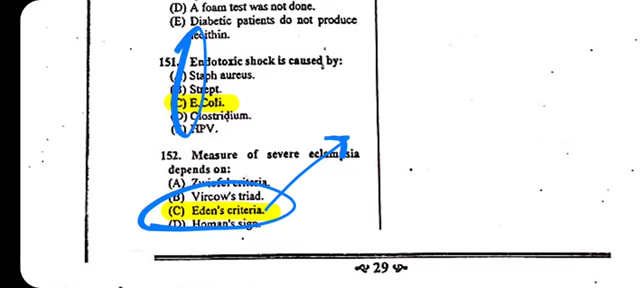 (D) A foam test was not done.
(E) Diabetic patients do not produce
lecithin.
151. Endotoxic shock is caused by:
(A) Staph aureus.
(B) Strept.
(C) E.Coli.
(D) Clostridium.
(E) HPV.
152. Measure of severe eclampsia
depends on:
(A) criteria.
(B) Vircow's triad.
(C) Eden's criteria.
(D) Homan's sign.
29